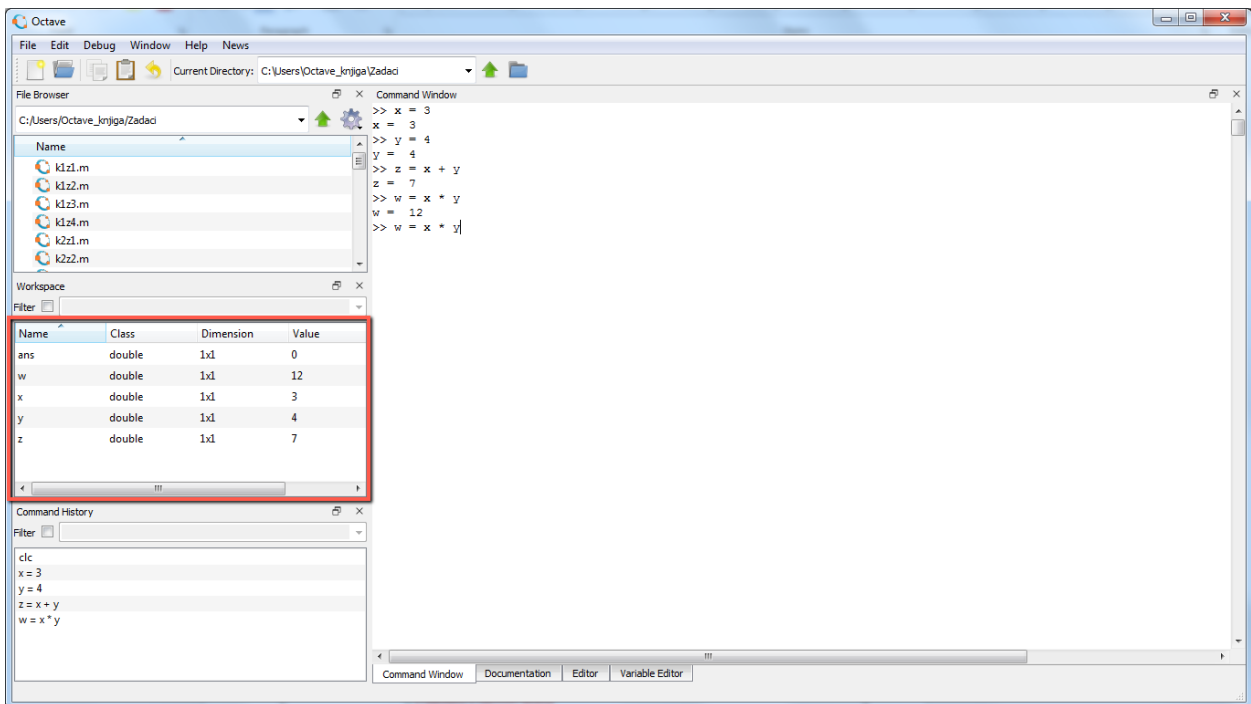 Octave
File Edit Debug Window Help News
Current Directory: C:\Users\Octave_knjiga\Zadaci
File Browser
C:/Users/Octave_knjiga/Zadaci
Name
k1z1.m
k1z2.m
k1z3.m
k1z4.m
k2z1.m
k2z2.m
Workspace
Filter
Name Class Dimension Value
ans double 1x1 0
w double 1x1 12
x double 1x1 3
y double 1x1 4
z double 1x1 7
Command History
Filter
clc
x = 3
y = 4
z = x + y
w = x * y
Command Window
>> x = 3
x = 3
>> y = 4
y = 4
>> z = x + y
z = 7
>> w = x * y
w = 12
>> w = x * y
Command Window Documentation Editor Variable Editor